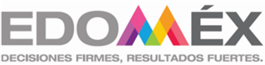 EDOMÉX
DECISIONES FIRMES, RESULTADOS FUERTES.